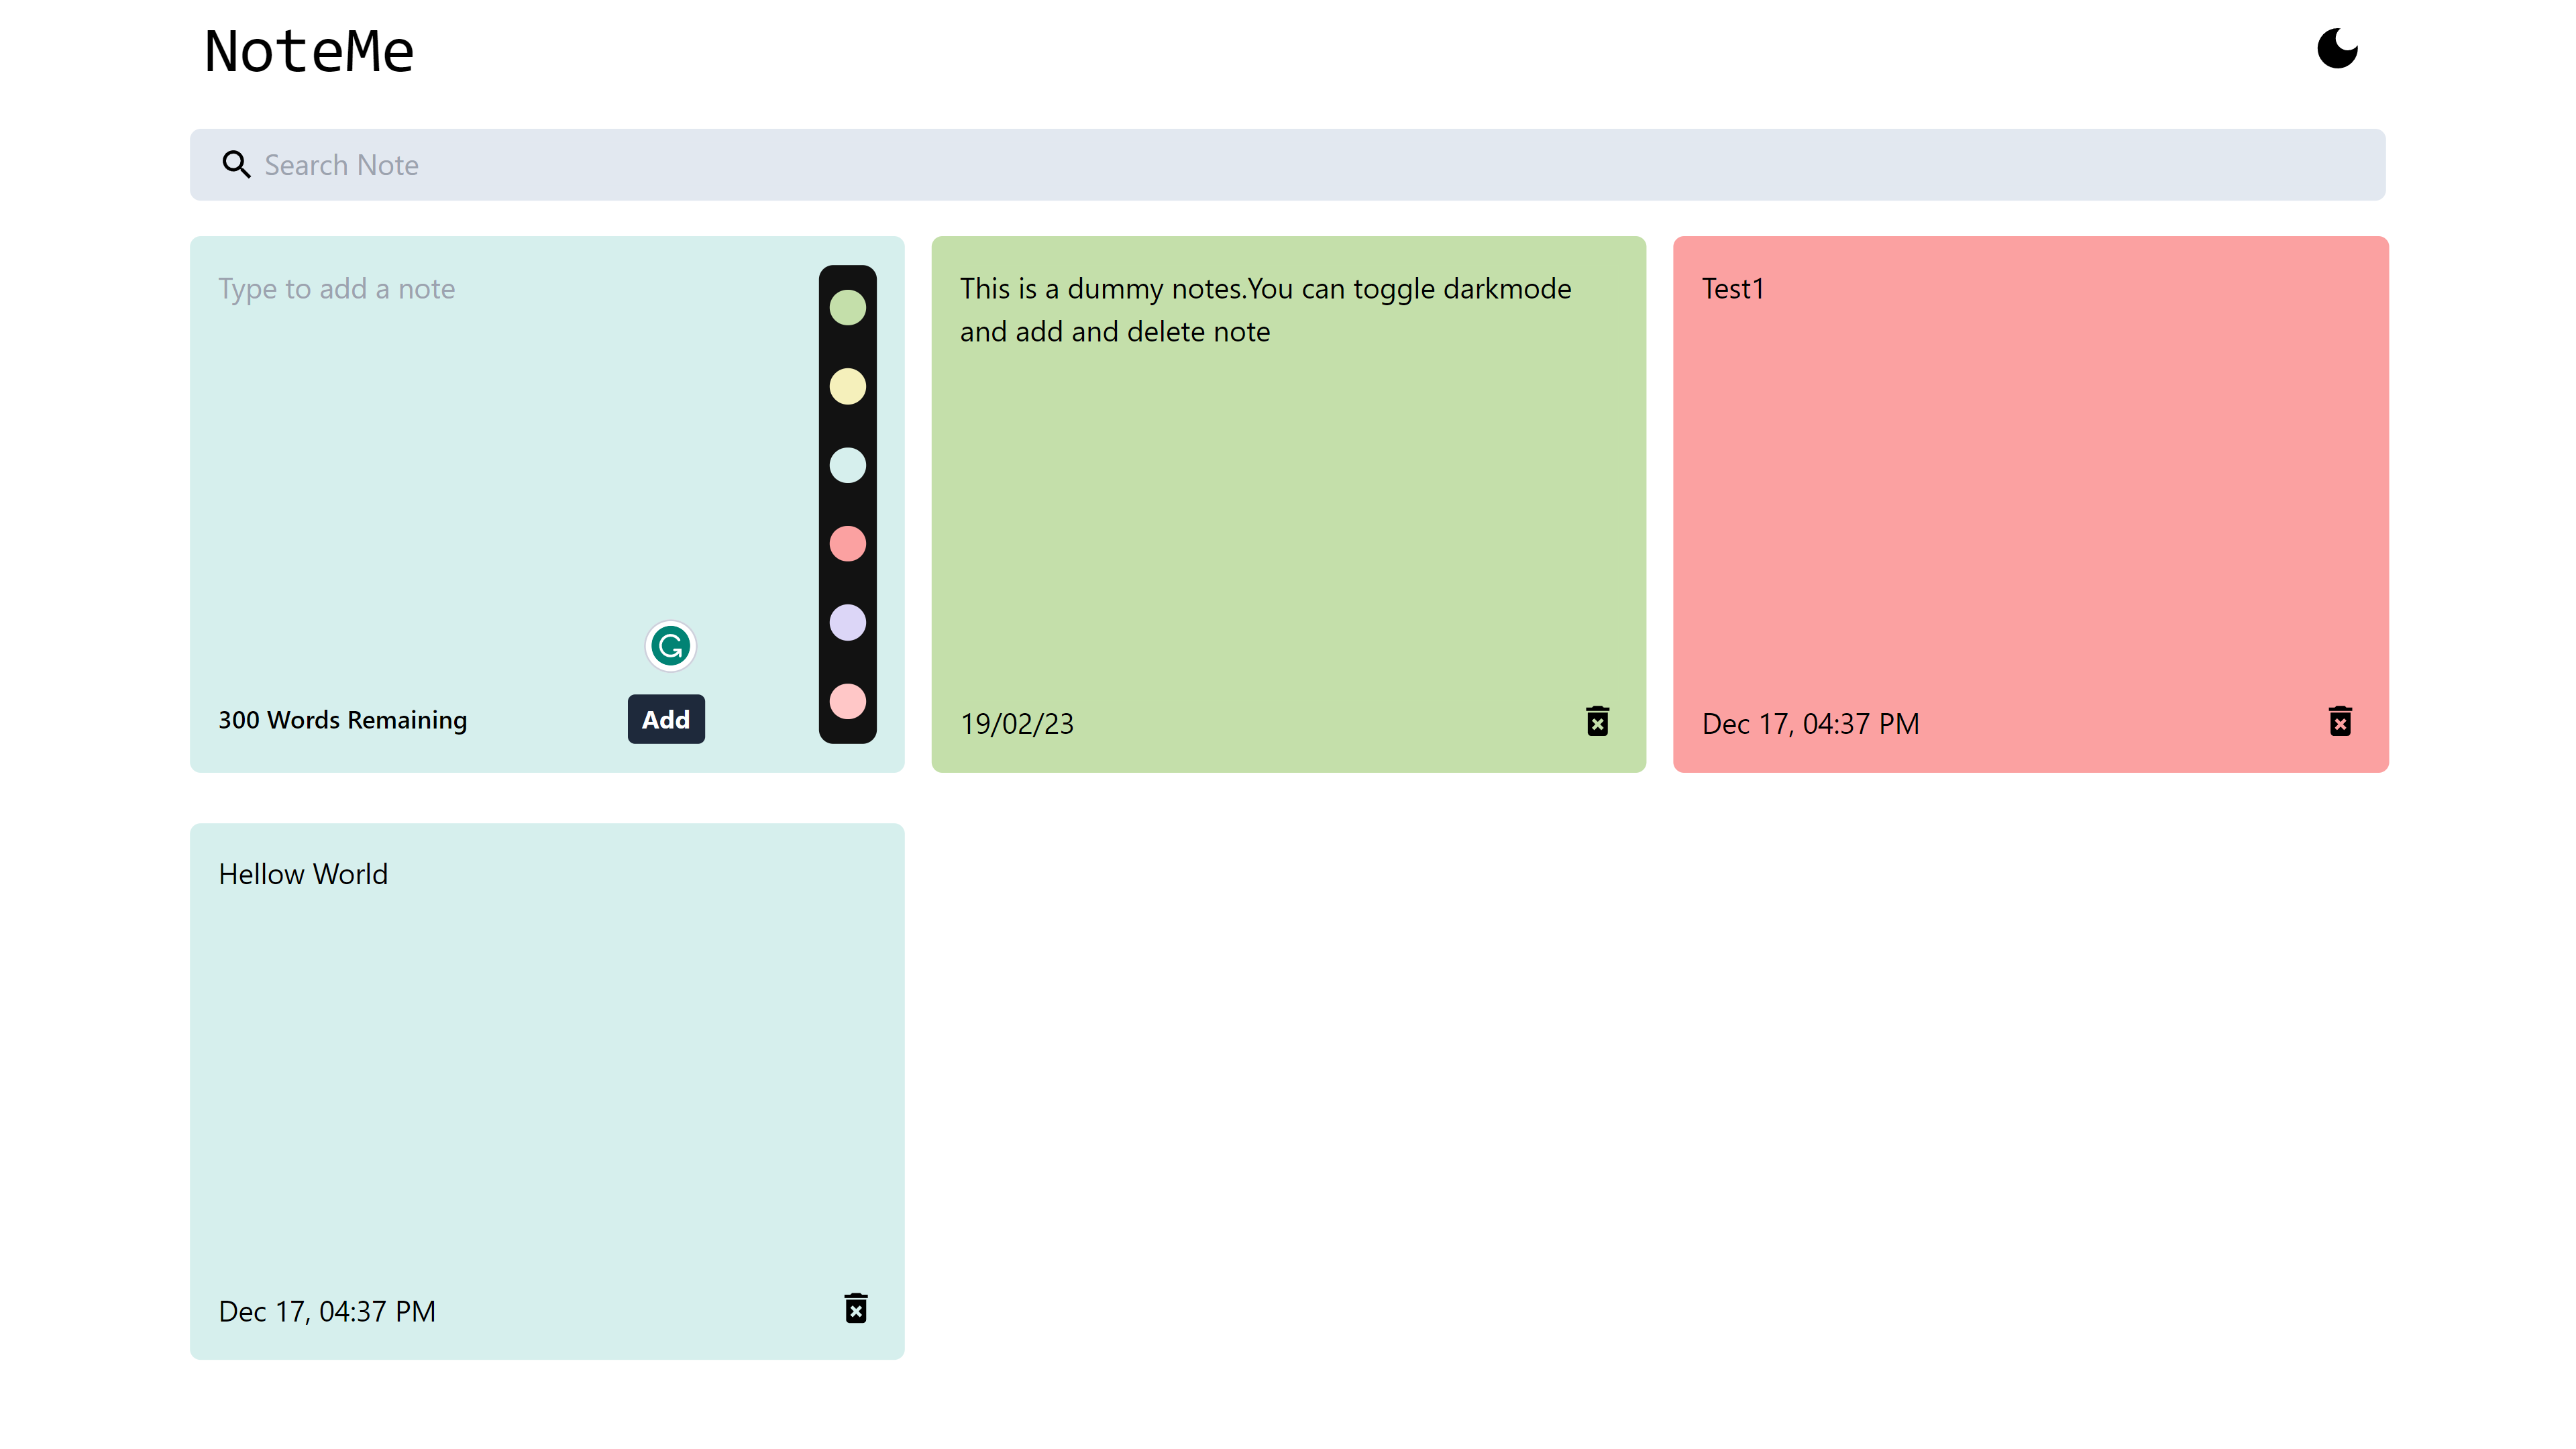 NoteMe
Search Note
Type to add a note
300 Words Remaining
Add
This is a dummy notes.You can toggle darkmode
and add and delete note
19/02/23
Test1
Dec 17, 04:37 PM
Hellow World
Dec 17, 04:37 PM